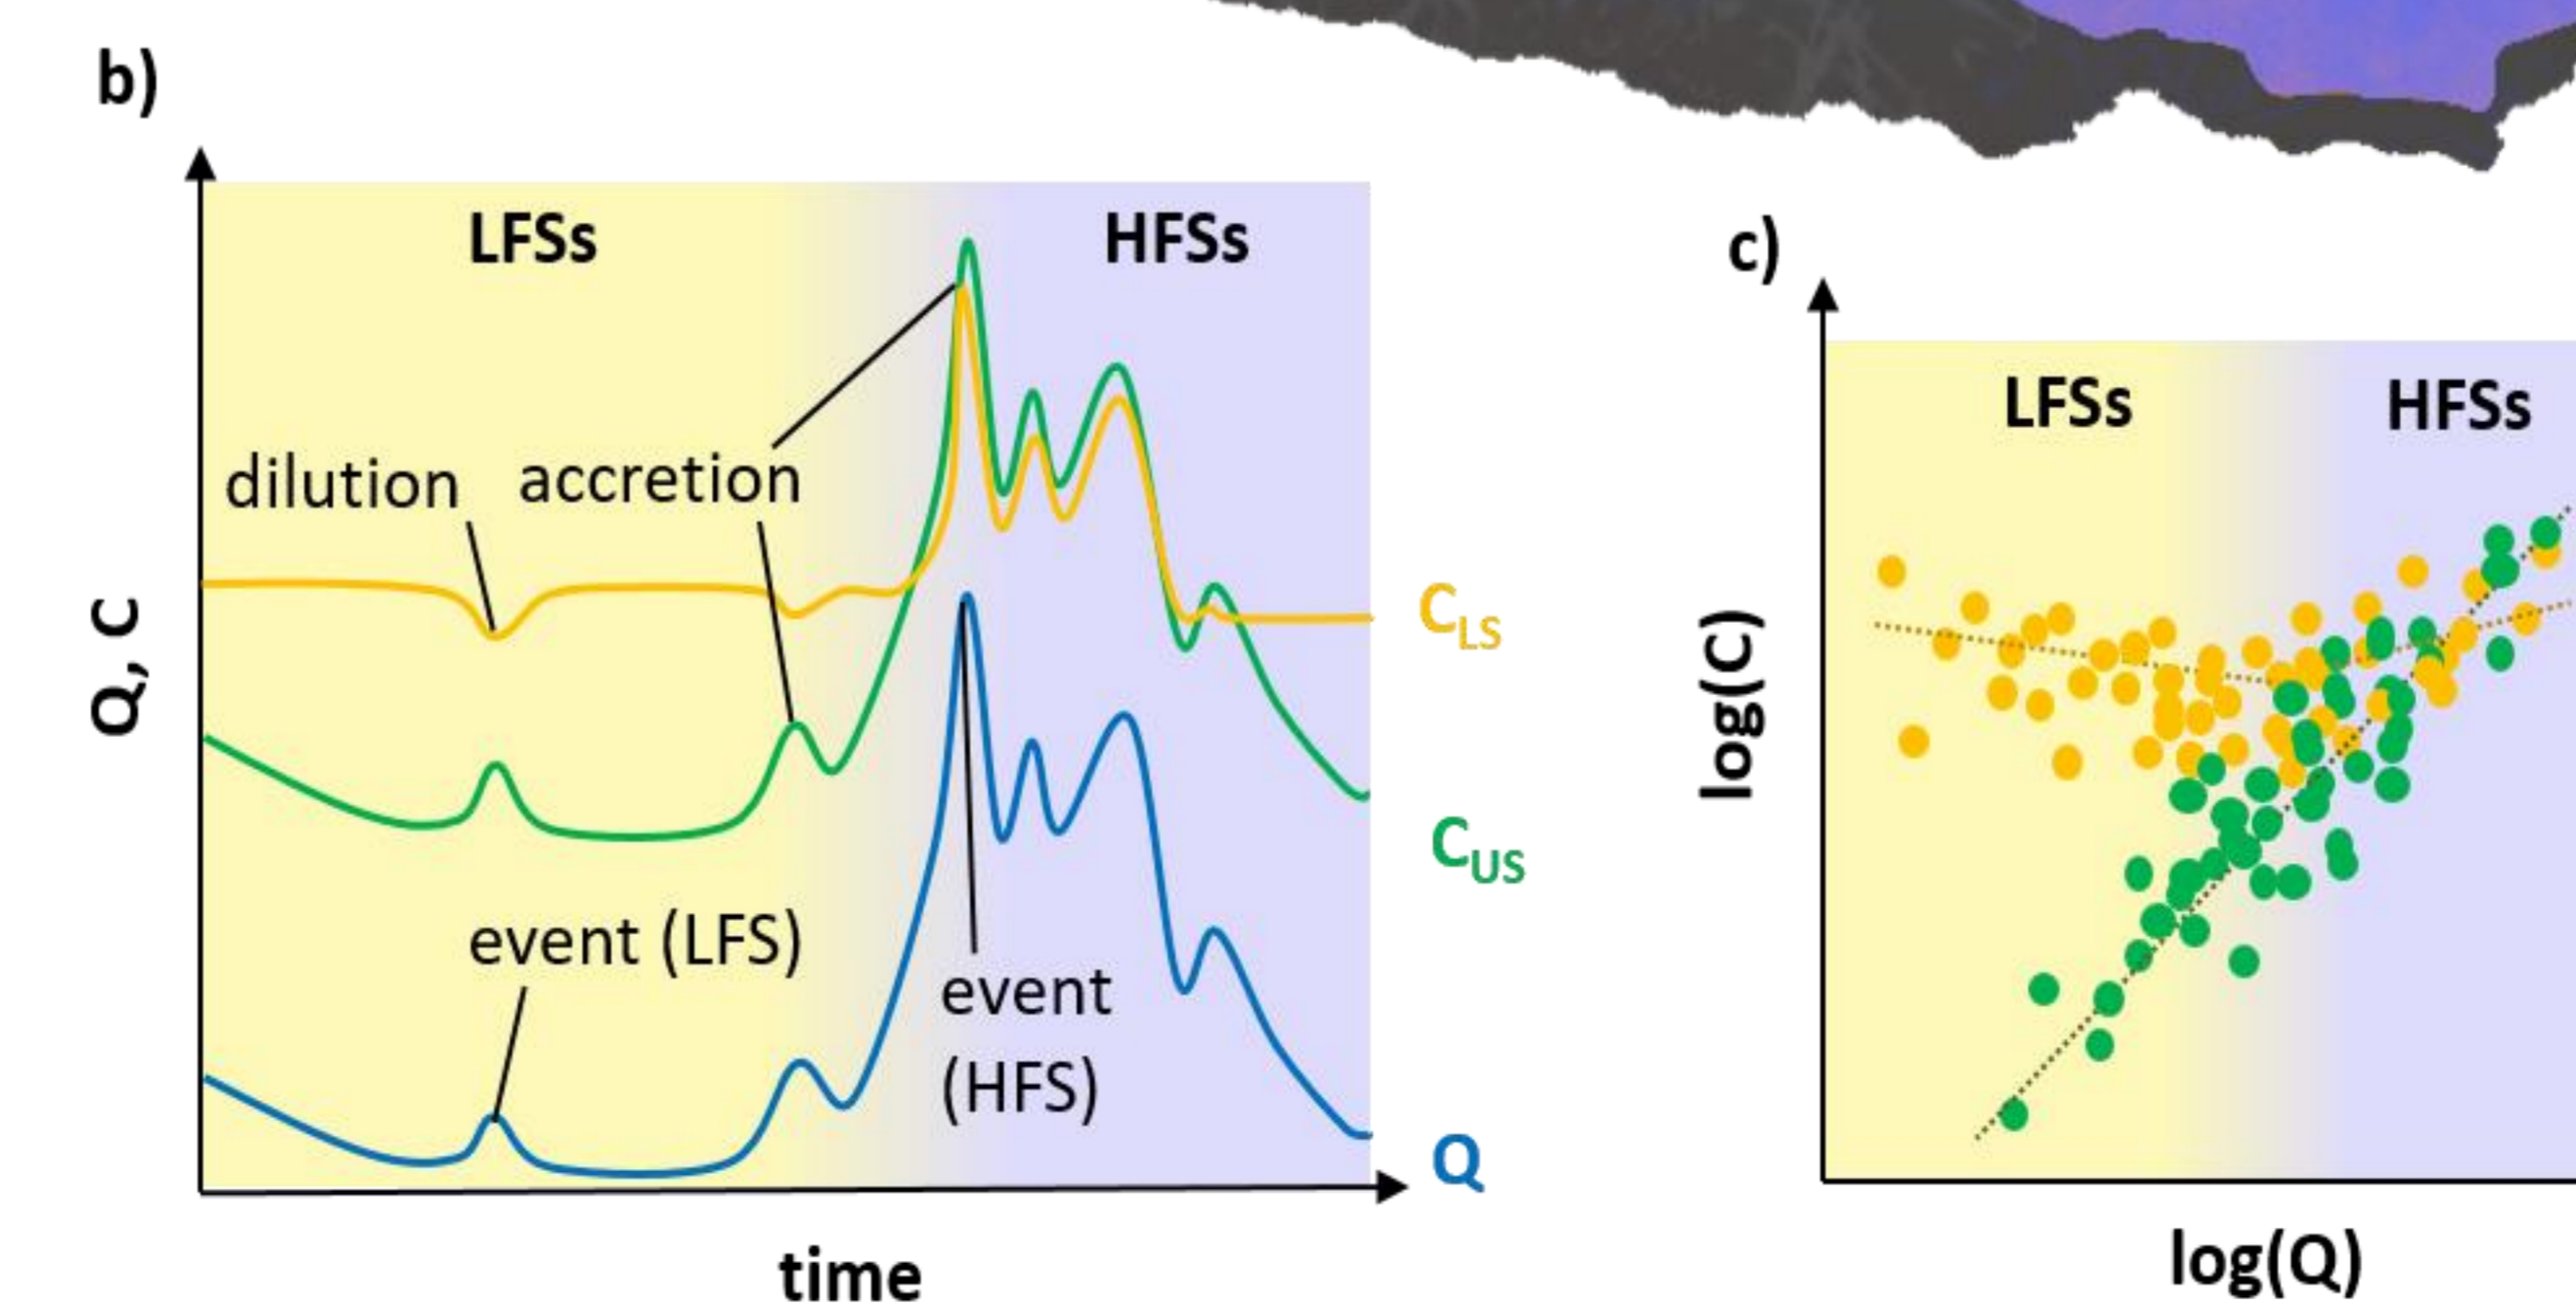 b)
LFSs
HFSs
dilution
accretion
Q, C
event (LFS)
event
(HFS)
C_LS
C_US
Q
time
c)
LFSs
HFSs
log(C)
log(Q)